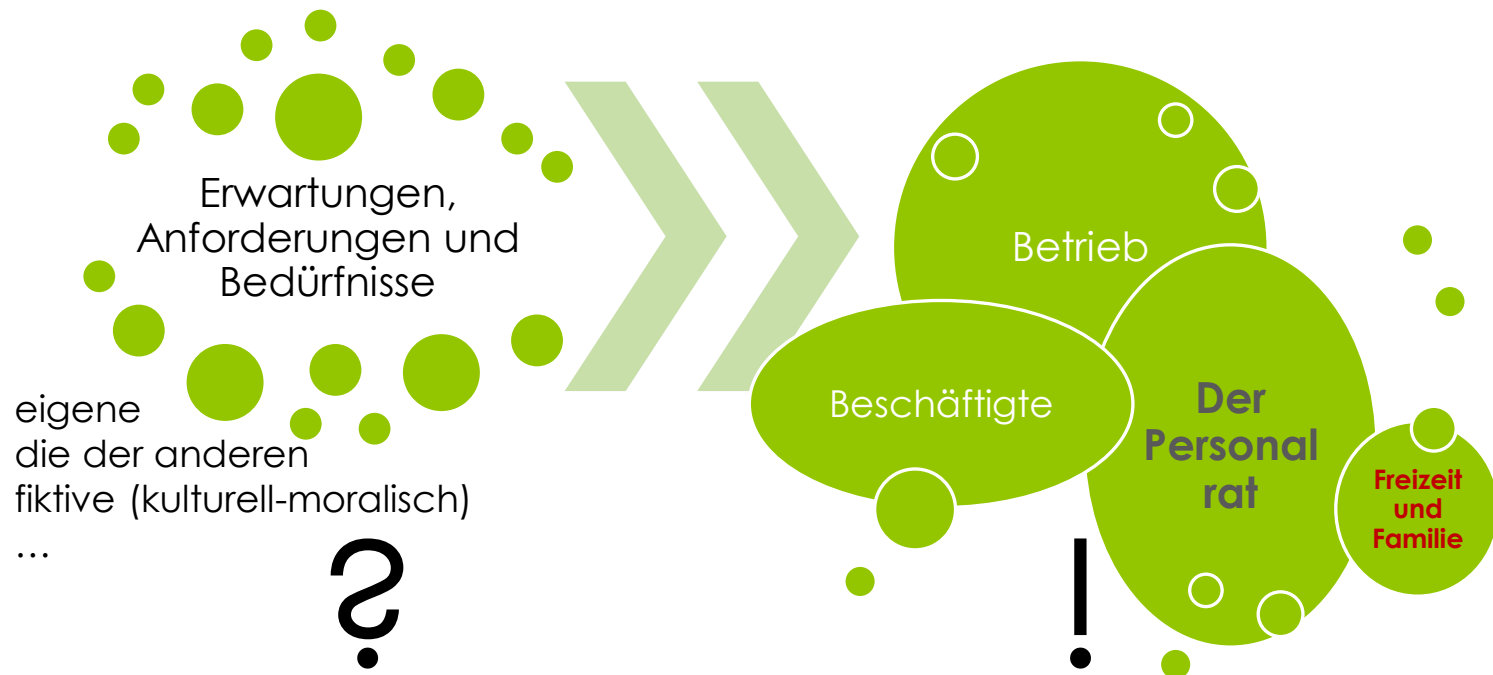 Erwartungen,
Anforderungen und
Bedürfnisse
eigene
die der anderen
fiktive (kulturell-moralisch)
…
?
Betrieb
Beschäftigte
Der
Personal
rat
Freizeit
und
Familie
!